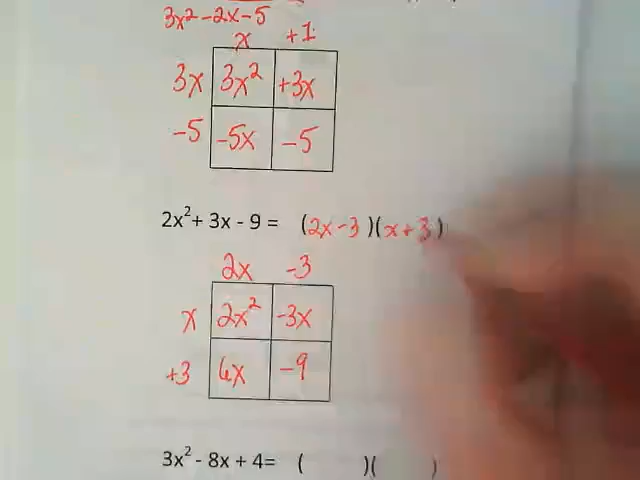 3x² - 2x - 5
x +1
3x 3x² +3x
-5 -5x -5
2x² + 3x - 9 = (2x - 3)(x + 3)
2x -3
x 2x² -3x
+3 6x -9
3x² - 8x + 4= ( )( )